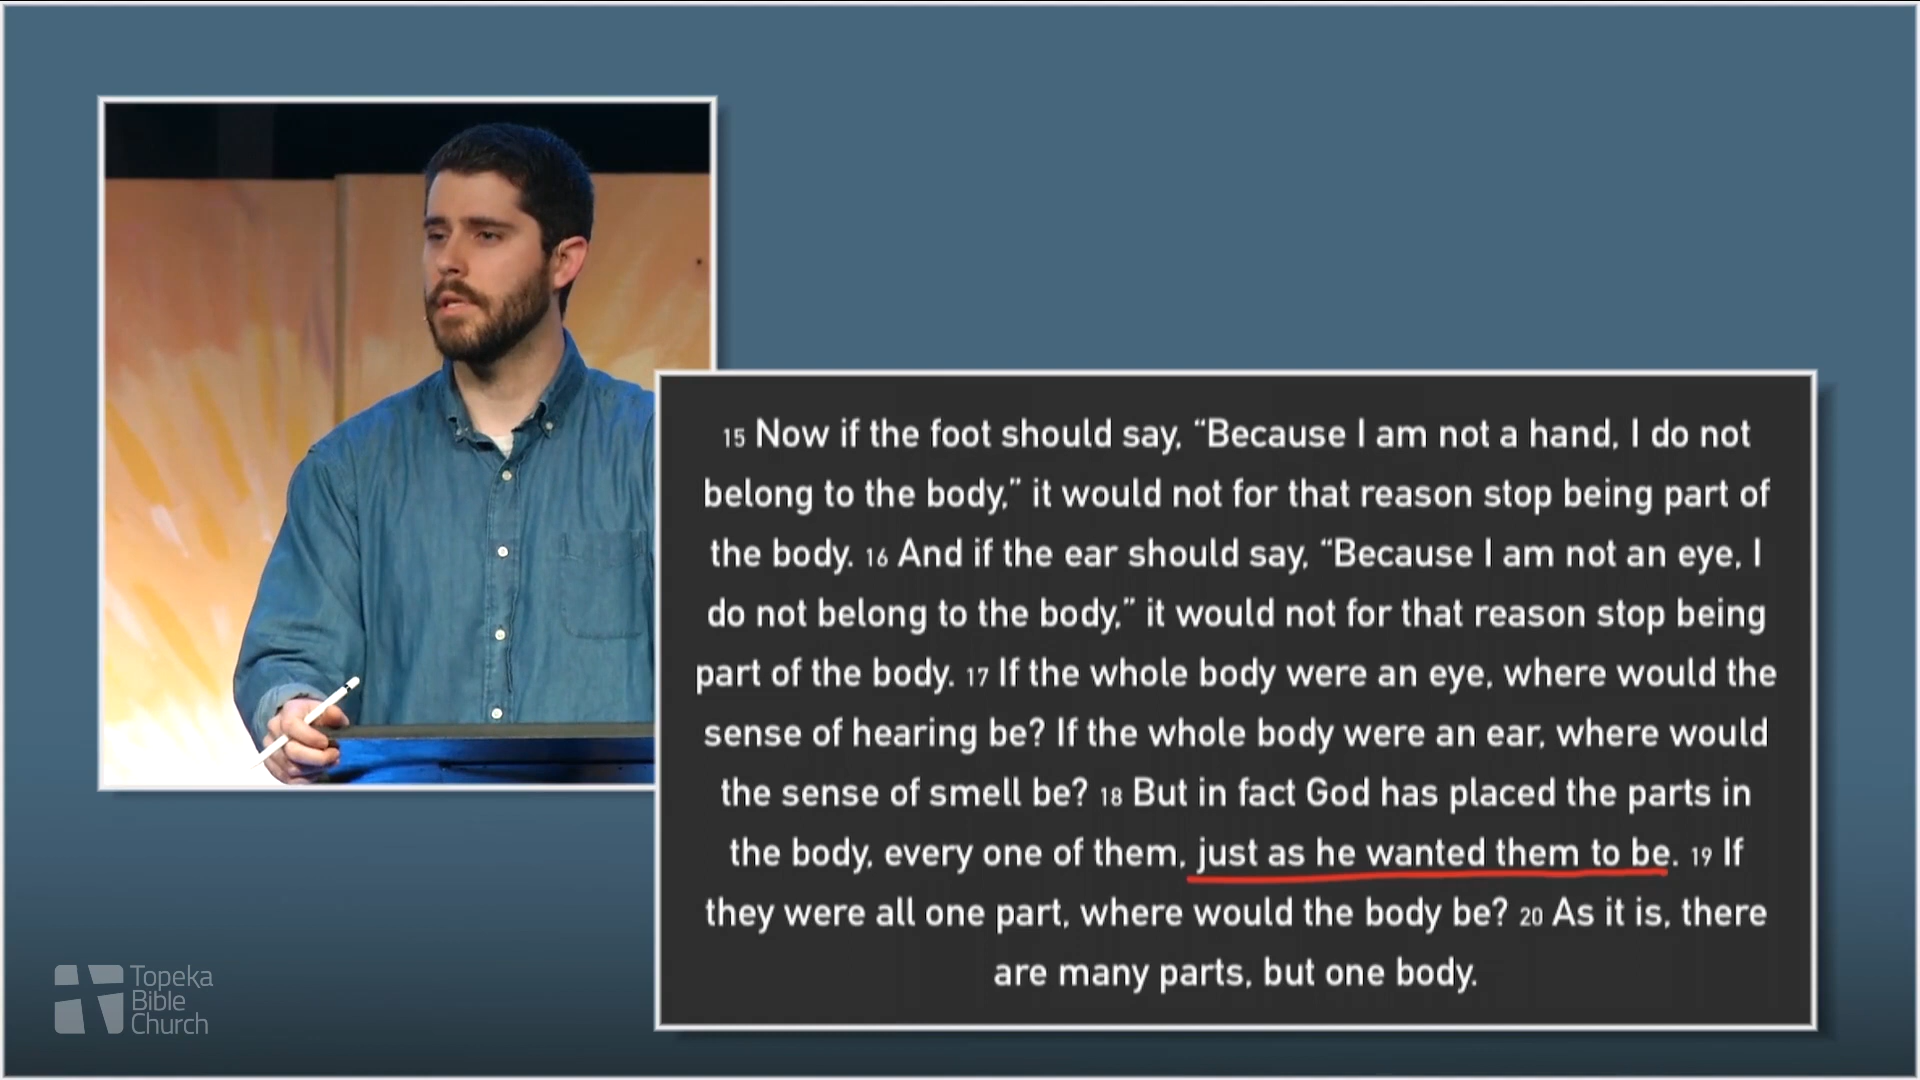 15 Now if the foot should say, “Because I am not a hand, I do not
belong to the body,” it would not for that reason stop being part of
the body. 16 And if the ear should say, “Because I am not an eye, I
do not belong to the body,” it would not for that reason stop being
part of the body. 17 If the whole body were an eye, where would the
sense of hearing be? If the whole body were an ear, where would
the sense of smell be? 18 But in fact God has placed the parts in
the body, every one of them, just as he wanted them to be. 19 If
they were all one part, where would the body be? 20 As it is, there
are many parts, but one body.
Topeka
Bible
Church